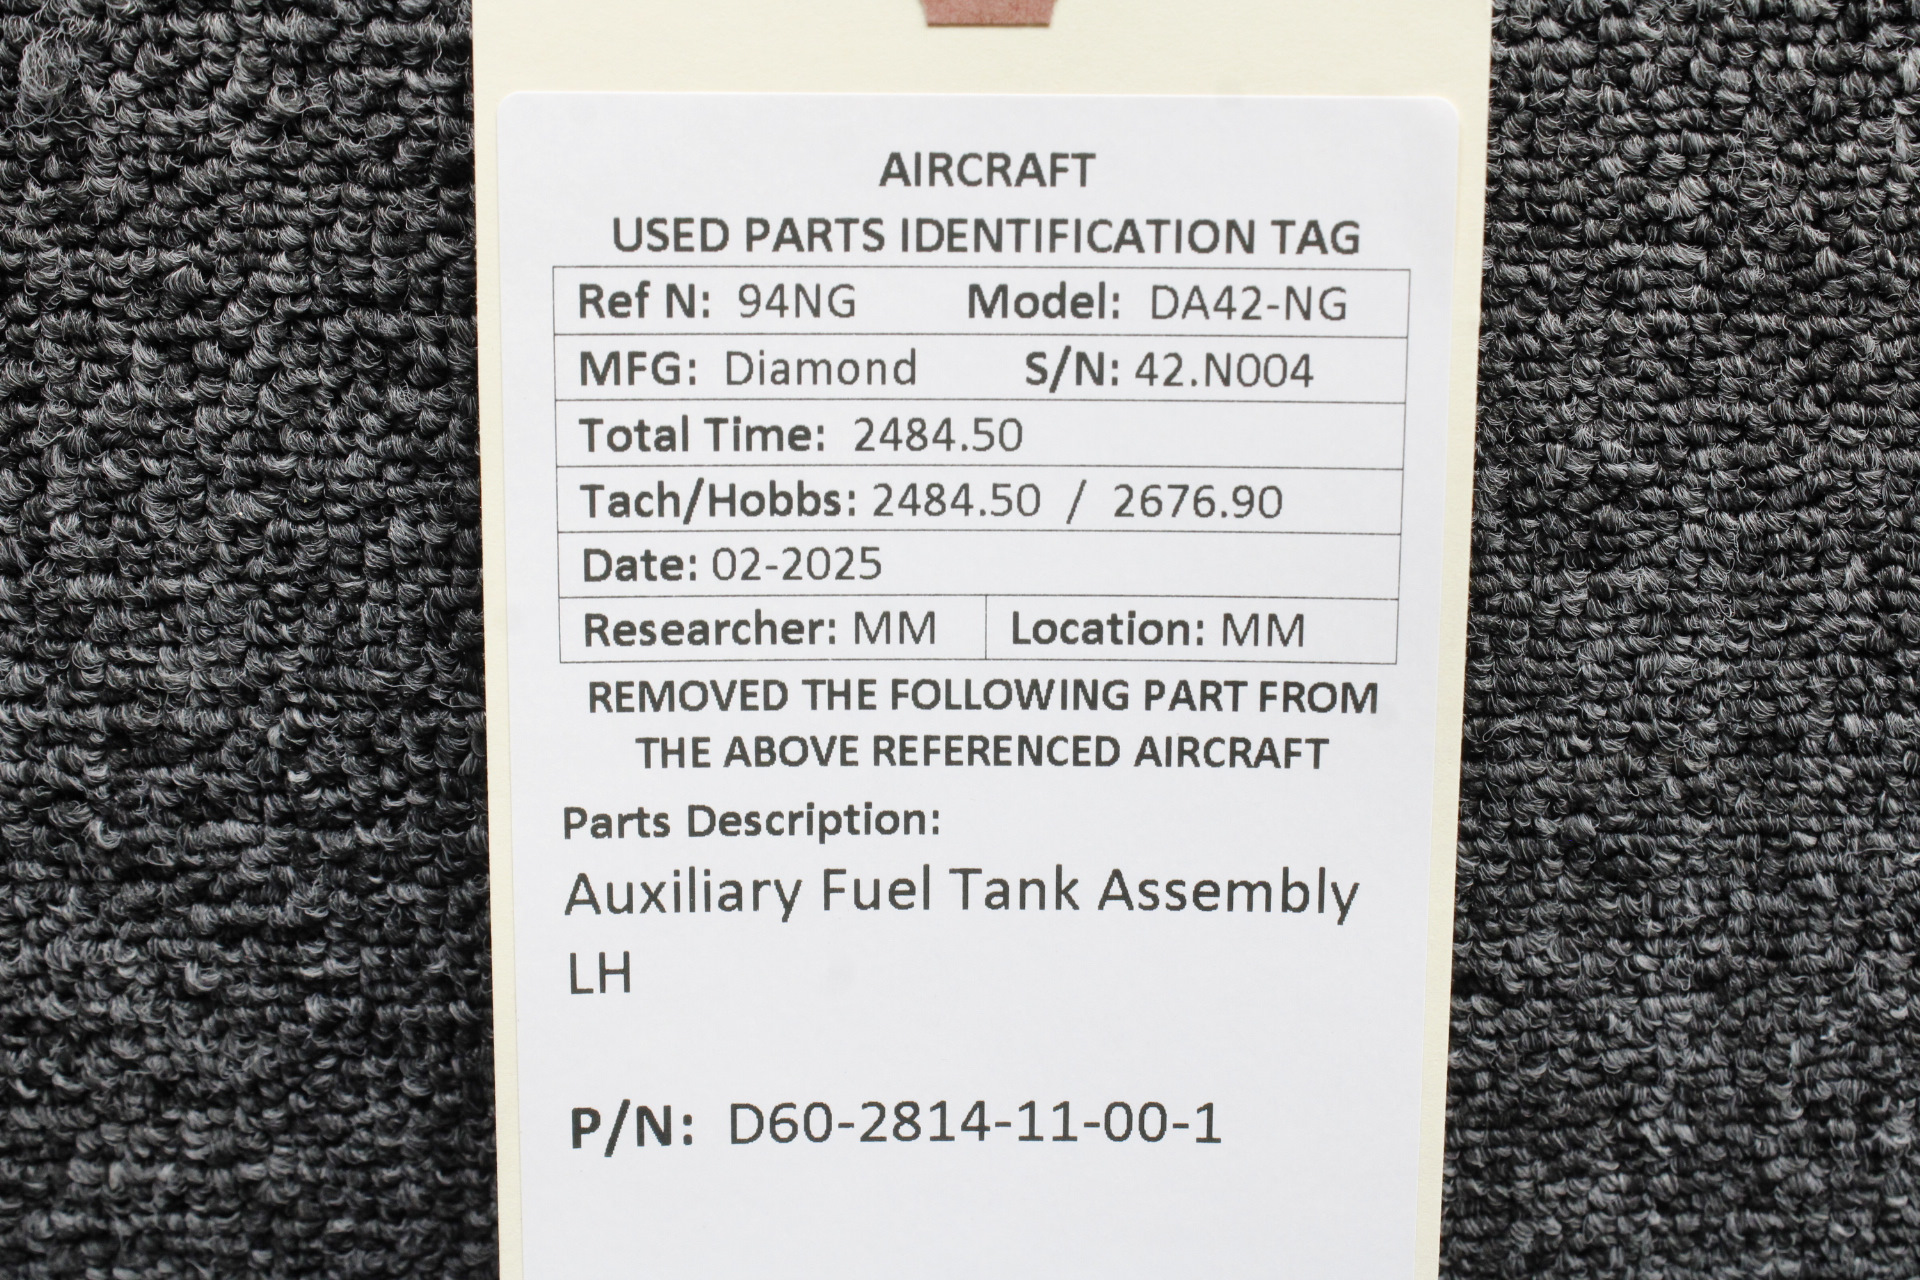 AIRCRAFT
USED PARTS IDENTIFICATION TAG
Ref N: 94NG Model: DA42-NG
MFG: Diamond S/N: 42.N004
Total Time: 2484.50
Tach/Hobbs: 2484.50 / 2676.90
Date: 02-2025
Researcher: MM Location: MM
REMOVED THE FOLLOWING PART FROM
THE ABOVE REFERENCED AIRCRAFT
Parts Description:
Auxiliary Fuel Tank Assembly
LH
P/N: D60-2814-11-00-1